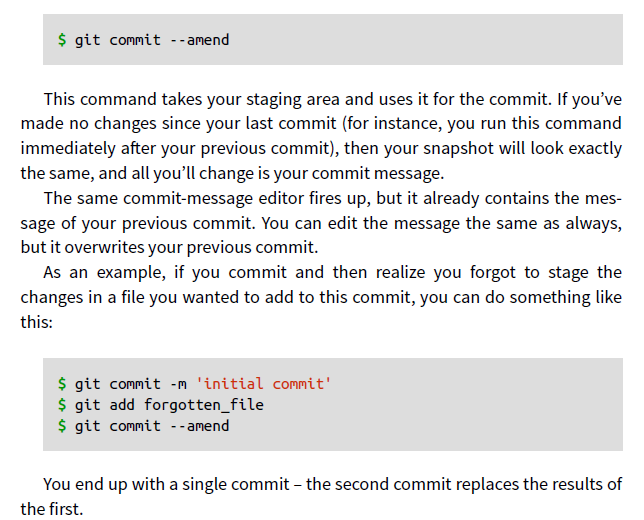 $ git commit --amend
This command takes your staging area and uses it for the commit. If you’ve
made no changes since your last commit (for instance, you run this command
immediately after your previous commit), then your snapshot will look exactly
the same, and all you’ll change is your commit message.
The same commit-message editor fires up, but it already contains the mes-
sage of your previous commit. You can edit the message the same as always,
but it overwrites your previous commit.
As an example, if you commit and then realize you forgot to stage the
changes in a file you wanted to add to this commit, you can do something like
this:
$ git commit -m 'initial commit'
$ git add forgotten_file
$ git commit --amend
You end up with a single commit – the second commit replaces the results of
the first.